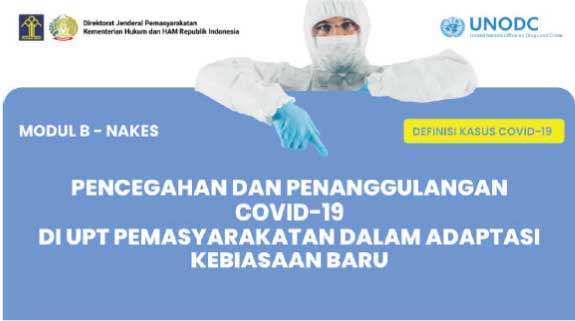 Direktorat Jenderal Pemasyarakatan
Kementerian Hukum dan HAM Republik Indonesia
UNODC
United Nations Office on Drugs and Crime
MODUL B - NAKES
DEFINISI KASUS COVID-19
PENCEGAHAN DAN PENANGGULANGAN
COVID-19
DI UPT PEMASYARAKATAN DALAM ADAPTASI
KEBIASAAN BARU